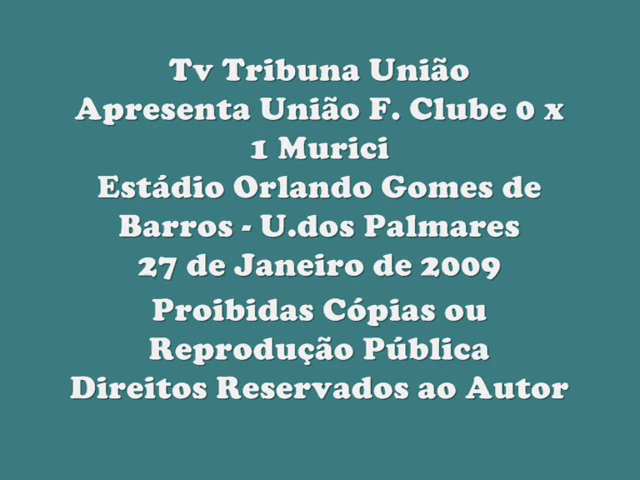 Tv Tribuna União
Apresenta União F. Clube 0 x
1 Murici
Estádio Orlando Gomes de
Barros - U.dos Palmares
27 de Janeiro de 2009
Proibidas Cópias ou
Reprodução Pública
Direitos Reservados ao Autor